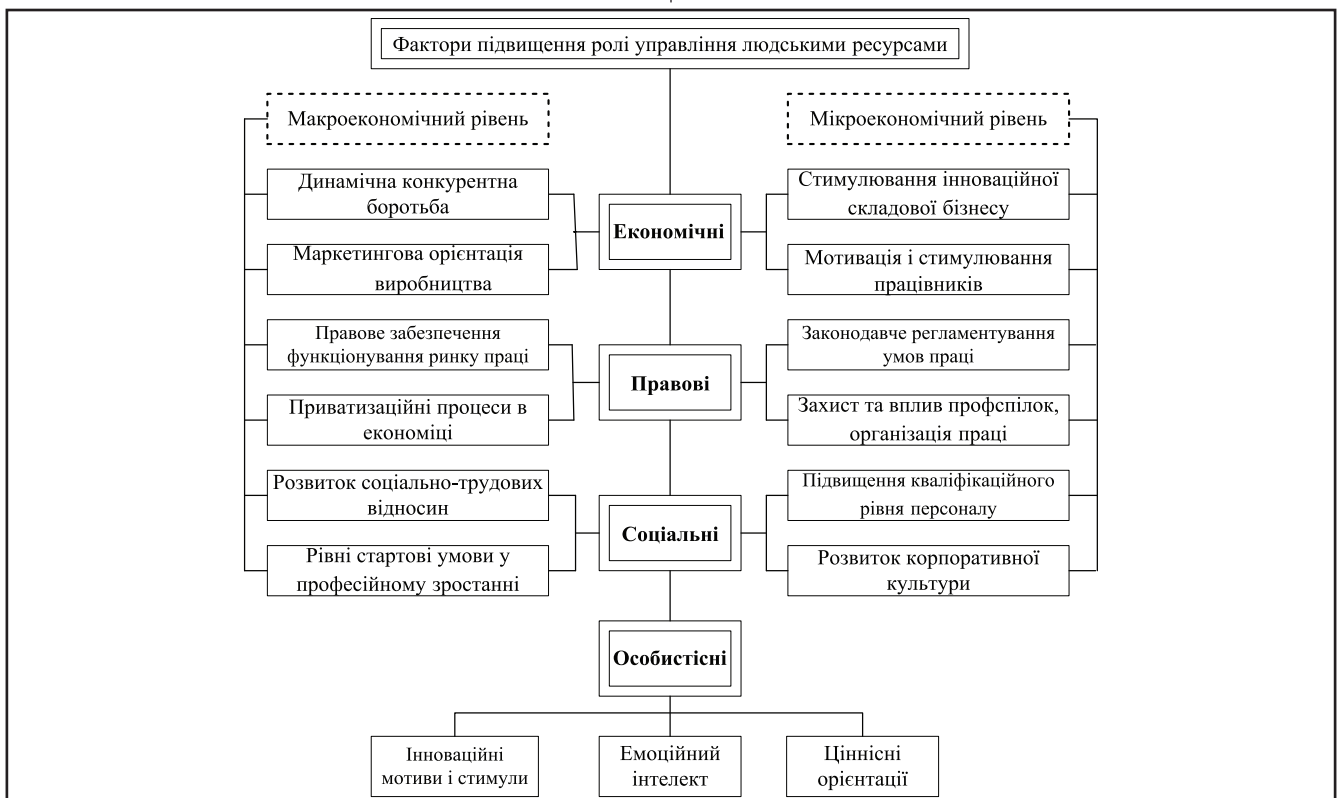 Фактори підвищення ролі управління людськими ресурсами
Макроекономічний рівень
Мікроекономічний рівень
Динамічна конкурентна
боротьба
Маркетингова орієнтація
виробництва
Економічні
Стимулювання інноваційної
складової бізнесу
Мотивація і стимулювання
працівників
Правове забезпечення
функціонування ринку праці
Приватизаційні процеси в
економіці
Правові
Законодавче регламентування
умов праці
Захист та вплив профспілок,
організація праці
Розвиток соціально-трудових
відносин
Рівні стартові умови у
професійному зростанні
Соціальні
Підвищення кваліфікаційного
рівня персоналу
Розвиток корпоративної
культури
Особистісні
Інноваційні
мотиви і стимули
Емоційний
інтелект
Ціннісні
орієнтації